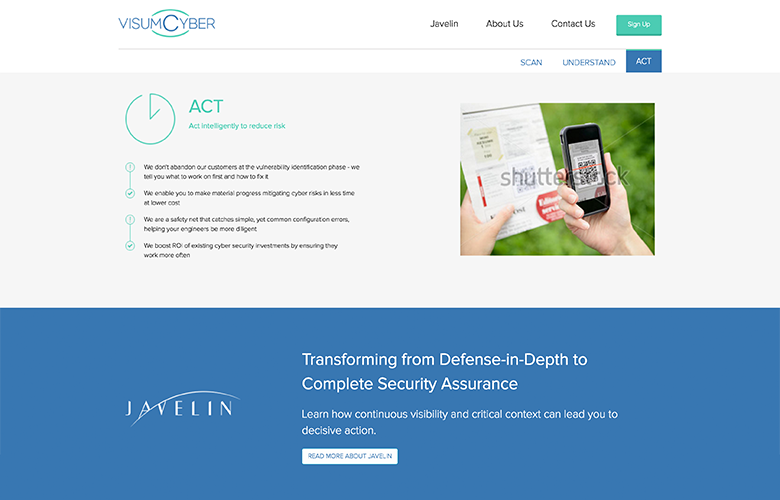 VISUMCYBER
Javelin
About Us
Contact Us
Sign Up
SCAN
UNDERSTAND
ACT
ACT
Act intelligently to reduce risk
We don't abandon our customers at the vulnerability identification phase - we
tell you what to work on first and how to fix it
We enable you to make material progress mitigating cyber risks in less time
at lower cost
We are a safety net that catches simple, yet common configuration errors,
helping your engineers be more diligent
We boost ROI of existing cyber security investments by ensuring they
work more often
shutterstock
JAVELIN
Transforming from Defense-in-Depth to
Complete Security Assurance
Learn how continuous visibility and critical context can lead you to
decisive action.
READ MORE ABOUT JAVELIN